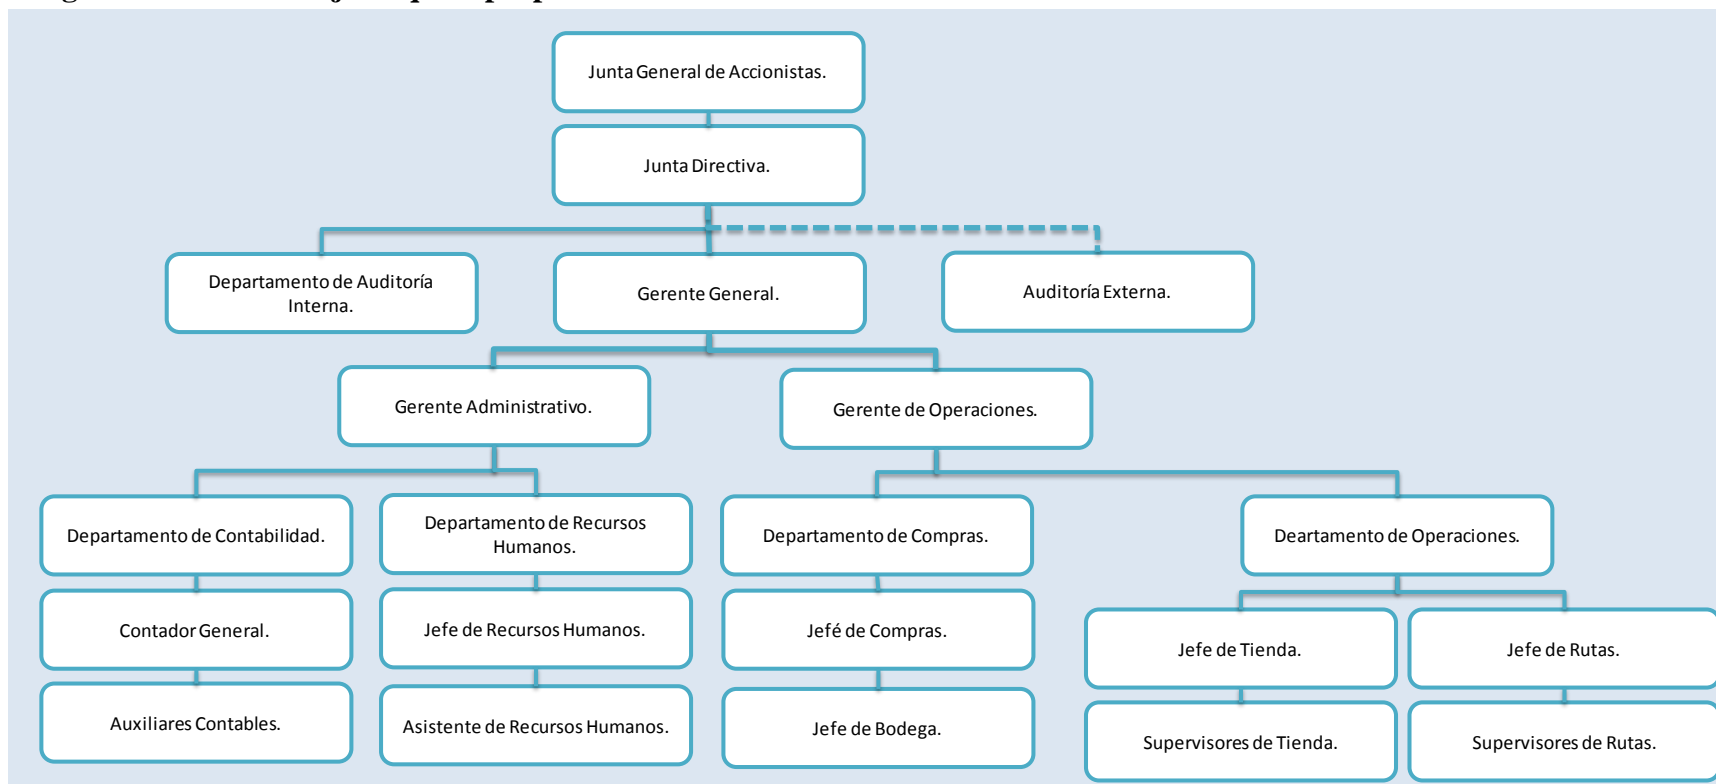 Junta General de Accionistas.
Junta Directiva.
Departamento de Auditoría
Interna.
Gerente General.
Auditoría Externa.
Gerente Administrativo.
Gerente de Operaciones.
Departamento de Contabilidad.
Departamento de Recursos
Humanos.
Departamento de Compras.
Deartamento de Operaciones.
Contador General.
Jefe de Recursos Humanos.
Jefé de Compras.
Jefe de Tienda.
Jefe de Rutas.
Auxiliares Contables.
Asistente de Recursos Humanos.
Jefe de Bodega.
Supervisores de Tienda.
Supervisores de Rutas.